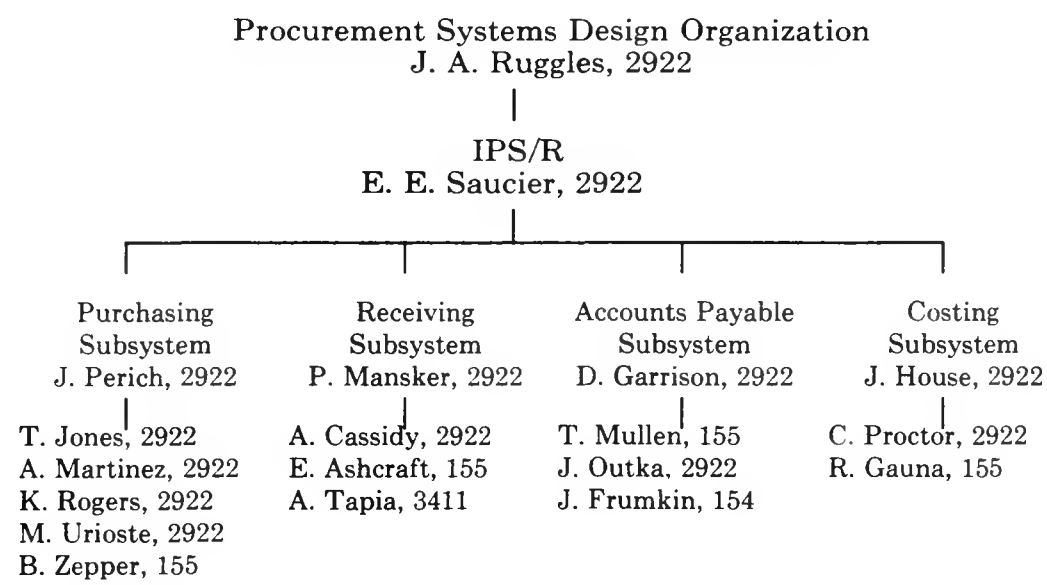 Procurement Systems Design Organization
J. A. Ruggles, 2922
IPS/R
E. E. Saucier, 2922
Purchasing
Subsystem
J. Perich, 2922
T. Jones, 2922
A. Martinez, 2922
K. Rogers, 2922
M. Urioste, 2922
B. Zepper, 155
Receiving
Subsystem
P. Mansker, 2922
A. Cassidy, 2922
E. Ashcraft, 155
A. Tapia, 3411
Accounts Payable
Subsystem
D. Garrison, 2922
T. Mullen, 155
J. Outka, 2922
J. Frumkin, 154
Costing
Subsystem
J. House, 2922
C. Proctor, 2922
R. Gauna, 155